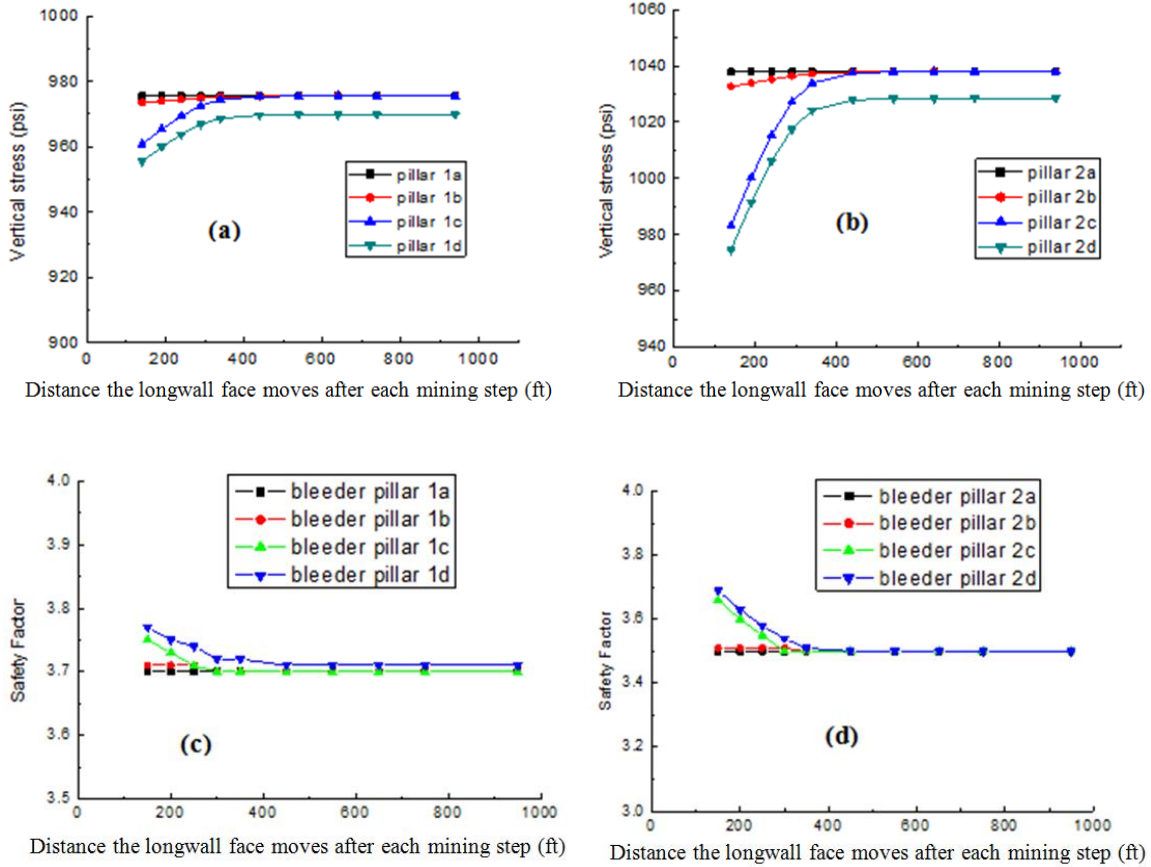 1000
980
960
940
920
900
Vertical stress (psi)
pillar 1a
pillar 1b
pillar 1c
pillar 1d
(a)
0 200 400 600 800 1000
Distance the longwall face moves after each mining step (ft)
1060
1040
1020
1000
980
960
940
Vertical stress (psi)
pillar 2a
pillar 2b
pillar 2c
pillar 2d
(b)
0 200 400 600 800 1000
Distance the longwall face moves after each mining step (ft)
4.0
3.9
3.8
3.7
3.6
3.5
Safety Factor
bleeder pillar 1a
bleeder pillar 1b
bleeder pillar 1c
bleeder pillar 1d
(c)
0 200 400 600 800 1000
Distance the longwall face moves after each mining step (ft)
4.0
3.8
3.6
3.4
3.2
3.0
Safety Factor
bleeder pillar 2a
bleeder pillar 2b
bleeder pillar 2c
bleeder pillar 2d
(d)
0 200 400 600 800 1000
Distance the longwall face moves after each mining step (ft)